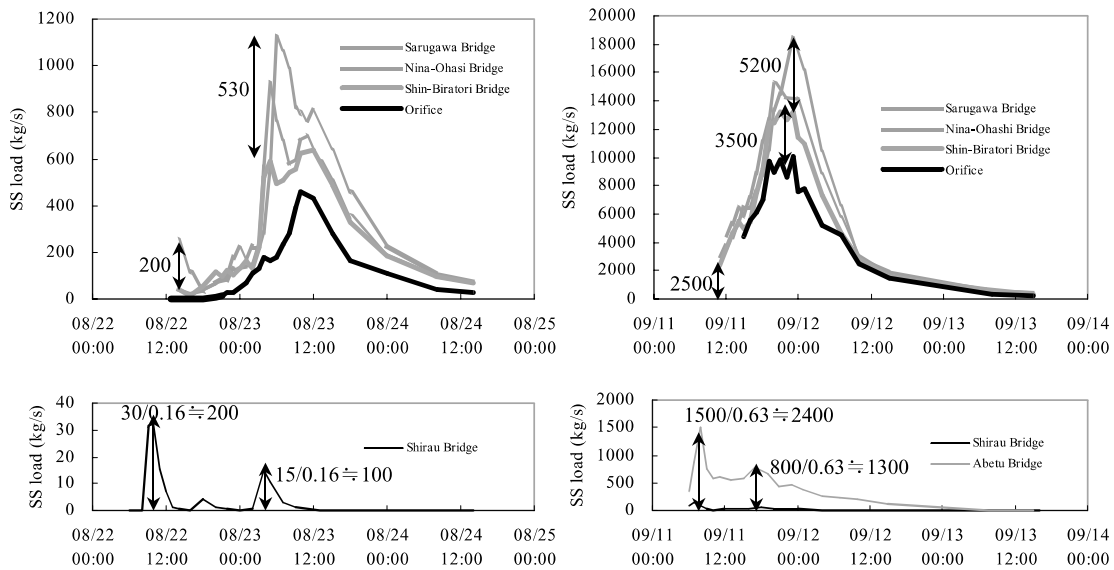 1200
1000
800
600
400
200
0
SS load (kg/s)
530
200
Sarugawa Bridge
Nina-Ohasi Bridge
Shin-Biratori Bridge
Orifice
08/22 08/22 08/23 08/23 08/24 08/24 08/25
00:00 12:00 00:00 12:00 00:00 12:00 00:00
20000
18000
16000
14000
12000
10000
8000
6000
4000
2000
0
SS load (kg/s)
5200
3500
2500
Sarugawa Bridge
Nina-Ohashi Bridge
Shin-Biratori Bridge
Orifice
09/11 09/11 09/12 09/12 09/13 09/13 09/14
00:00 12:00 00:00 12:00 00:00 12:00 00:00
40
30
20
10
0
SS load (kg/s)
30/0.16≒200
15/0.16≒100
Shirau Bridge
08/22 08/22 08/23 08/23 08/24 08/24 08/25
00:00 12:00 00:00 12:00 00:00 12:00 00:00
2000
1500
1000
500
0
SS load (kg/s)
1500/0.63≒2400
800/0.63≒1300
Shirau Bridge
Abetu Bridge
09/11 09/11 09/12 09/12 09/13 09/13 09/14
00:00 12:00 00:00 12:00 00:00 12:00 00:00